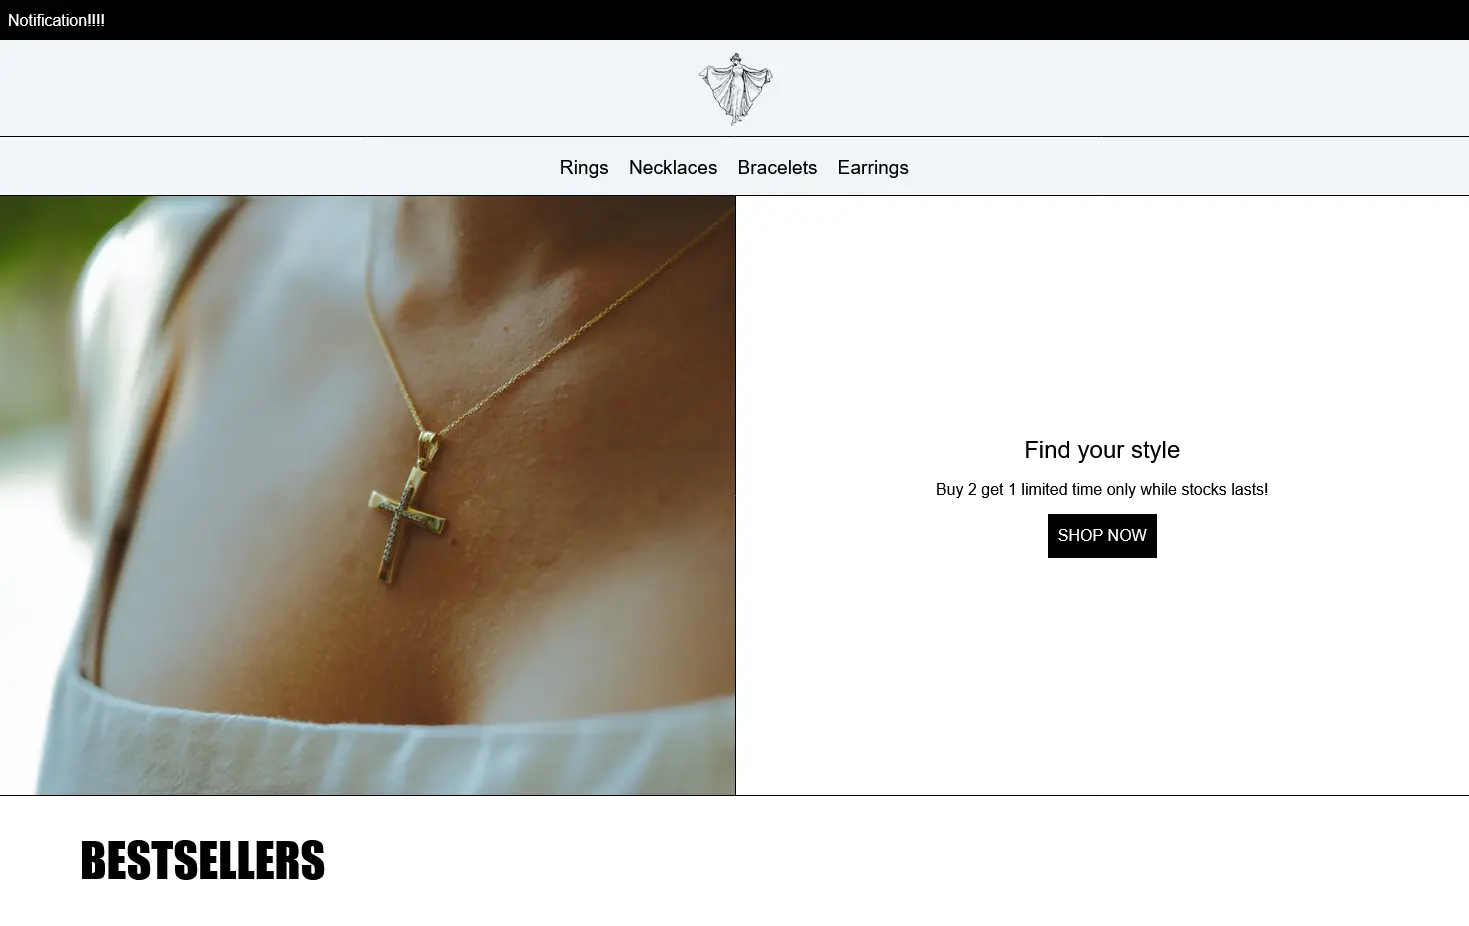 Notification!!!!
Rings Necklaces Bracelets Earrings
Find your style
Buy 2 get 1 limited time only while stocks lasts!
SHOP NOW
BESTSELLERS